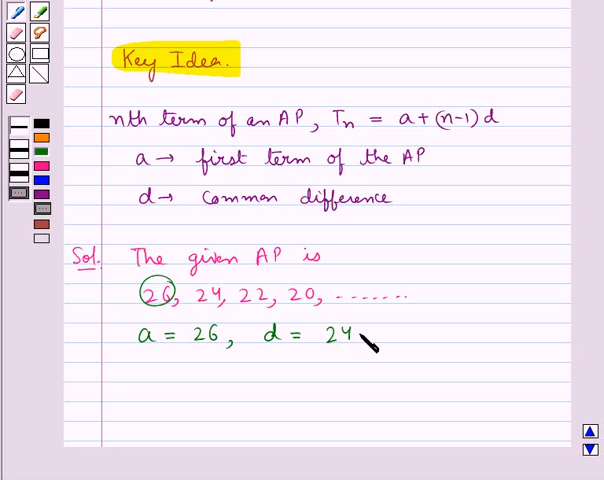 Key Idea.
nth term of an AP, Tn = a+(n-1)d
a → first term of the AP
d → Common difference
Sol. The given AP is
26, 24, 22, 20, .......
a = 26, d = 24